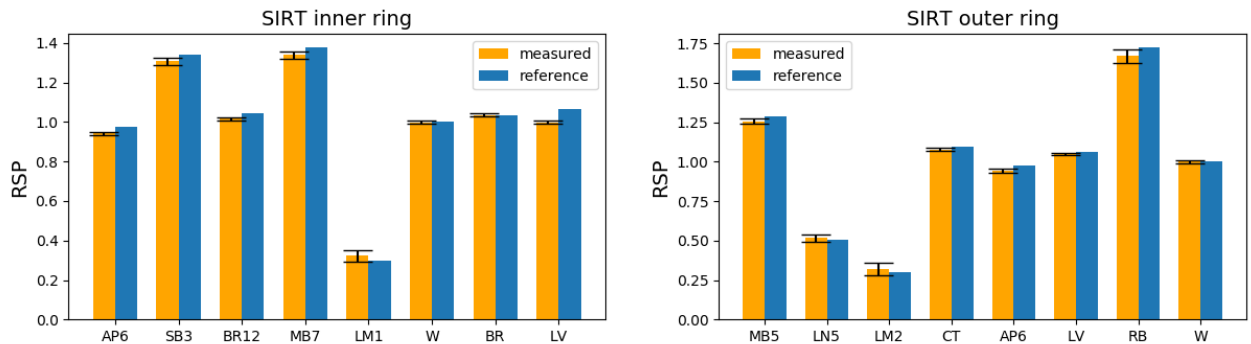 SIRT inner ring
RSP
1.4
1.2
1.0
0.8
0.6
0.4
0.2
0.0
measured
reference
AP6 SB3 BR12 MB7 LM1 W BR LV
SIRT outer ring
RSP
1.75
1.50
1.25
1.00
0.75
0.50
0.25
0.00
measured
reference
MB5 LN5 LM2 CT AP6 LV RB W